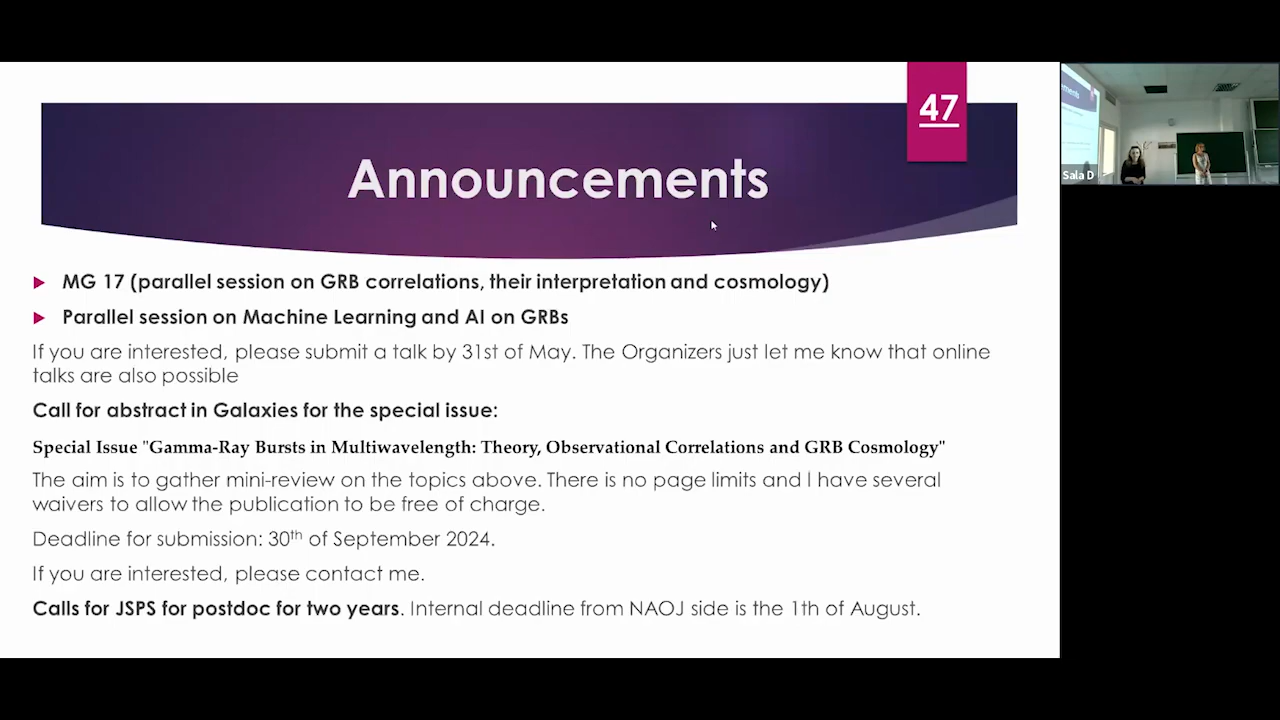 47
Announcements
MG 17 (parallel session on GRB correlations, their interpretation and cosmology)
Parallel session on Machine Learning and AI on GRBs
If you are interested, please submit a talk by 31st of May. The Organizers just let me know that online
talks are also possible
Call for abstract in Galaxies for the special issue:
Special Issue "Gamma-Ray Bursts in Multiwavelength: Theory, Observational Correlations and GRB Cosmology"
The aim is to gather mini-review on the topics above. There is no page limits and I have several
waivers to allow the publication to be free of charge.
Deadline for submission: 30th of September 2024.
If you are interested, please contact me.
Calls for JSPS for postdoc for two years. Internal deadline from NAOJ side is the 1th of August.
Sala D